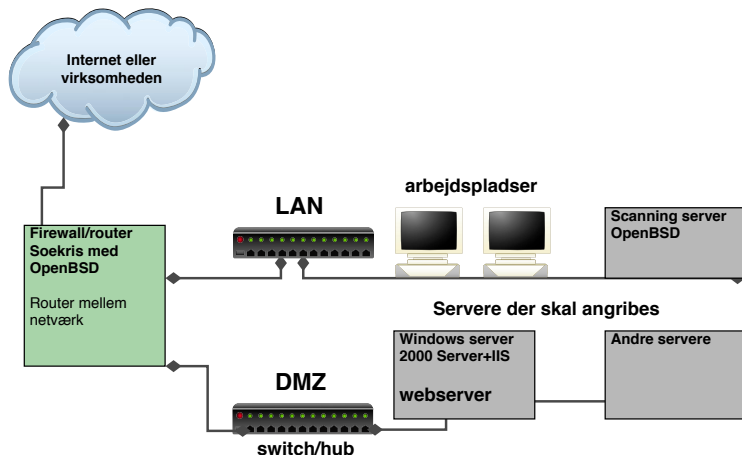 Internet eller
virksomheden
arbejdspladser
LAN
Firewall/router
Soekris med
OpenBSD
Router mellem
netværk
Scanning server
OpenBSD
Servere der skal angribes
Windows server
2000 Server+IIS
webserver
Andre servere
DMZ
switch/hub